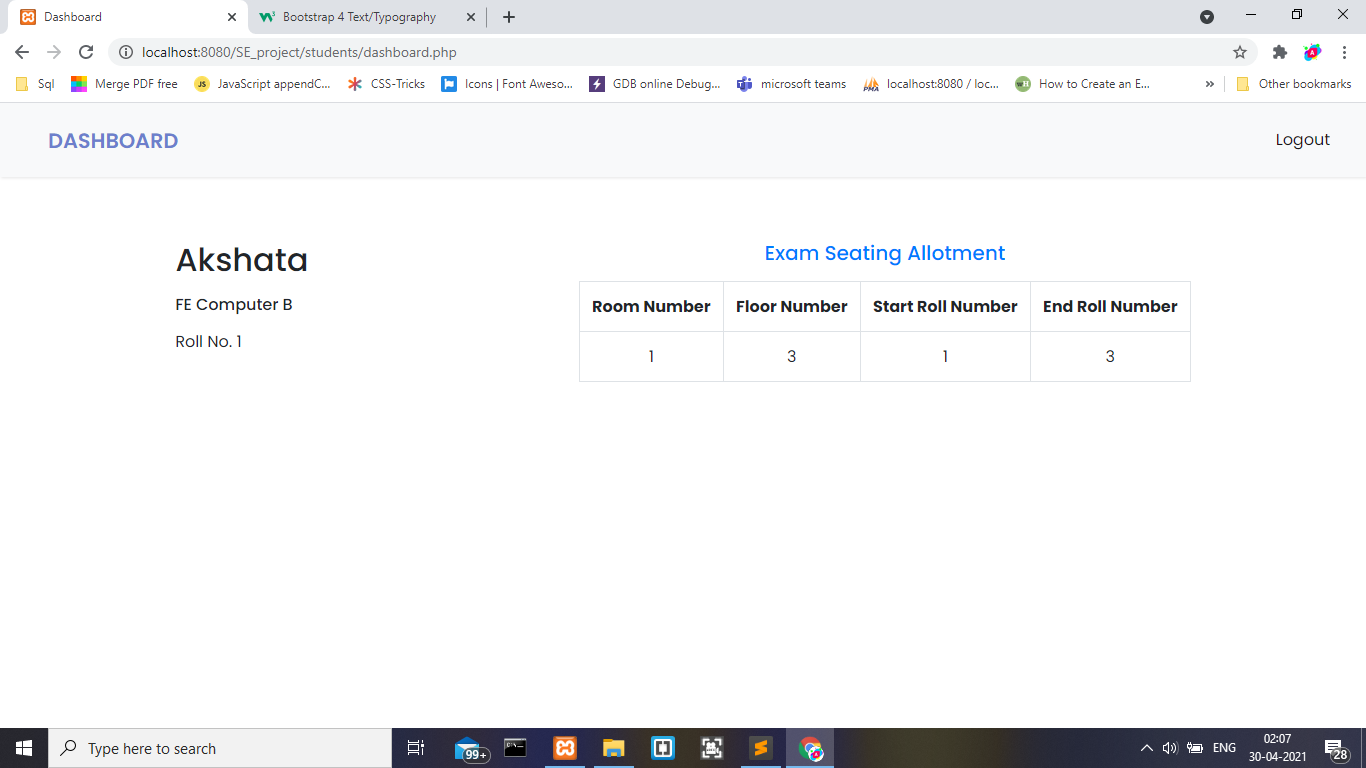 Dashboard
Bootstrap 4 Text/Typography
localhost:8080/SE_project/students/dashboard.php
Sql
Merge PDF free
JS
JavaScript appendC...
CSS-Tricks
Icons | Font Aweso...
GDB online Debug...
microsoft teams
PMA
localhost:8080 / loc...
wH
How to Create an E...
»
Other bookmarks
DASHBOARD
Logout
Akshata
FE Computer B
Roll No. 1
Exam Seating Allotment
Room Number Floor Number Start Roll Number End Roll Number
1 3 1 3
Type here to search
99+
ENG
02:07
30-04-2021
28